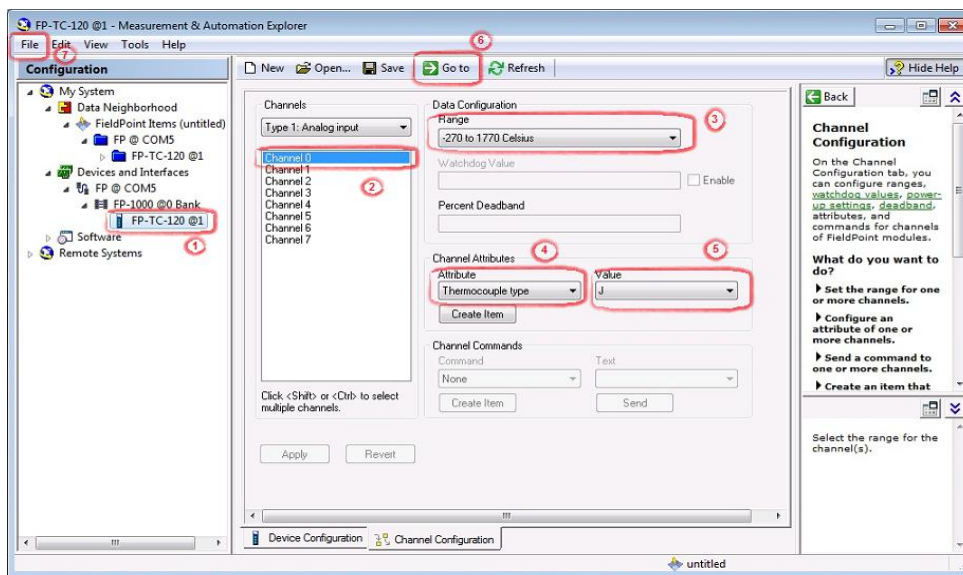 FP-TC-120 @1 - Measurement & Automation Explorer
File Edit View Tools Help
7
6
Configuration
New Open... Save Go to Refresh
Hide Help
My System
Data Neighborhood
FieldPoint Items (untitled)
FP @ COM5
FP-TC-120 @1
Devices and Interfaces
FP @ COM5
FP-1000 @0 Bank
FP-TC-120 @1
1
Software
Remote Systems
Channels
Type 1: Analog input
Channel 0
Channel 1
Channel 2
Channel 3
Channel 4
Channel 5
Channel 6
Channel 7
2
Click <Shift> or <Ctrl> to select
multiple channels.
Apply Revert
Data Configuration
Range
3
-270 to 1770 Celsius
Watchdog Value
Enable
Percent Deadband
Channel Attributes
4
5
Attribute Value
Thermocouple type J
Create Item
Channel Commands
Command Text
None
Create Item Send
Device Configuration Channel Configuration
Back
Channel
Configuration
On the Channel
Configuration tab, you
can configure ranges,
watchdog values, power-
up settings, deadband,
attributes, and
commands for channels
of FieldPoint modules.
What do you want to
do?
Set the range for one
or more channels.
Configure an
attribute of one or
more channels.
Send a command to
one or more channels.
Create an item that
Select the range for the
channel(s).
untitled